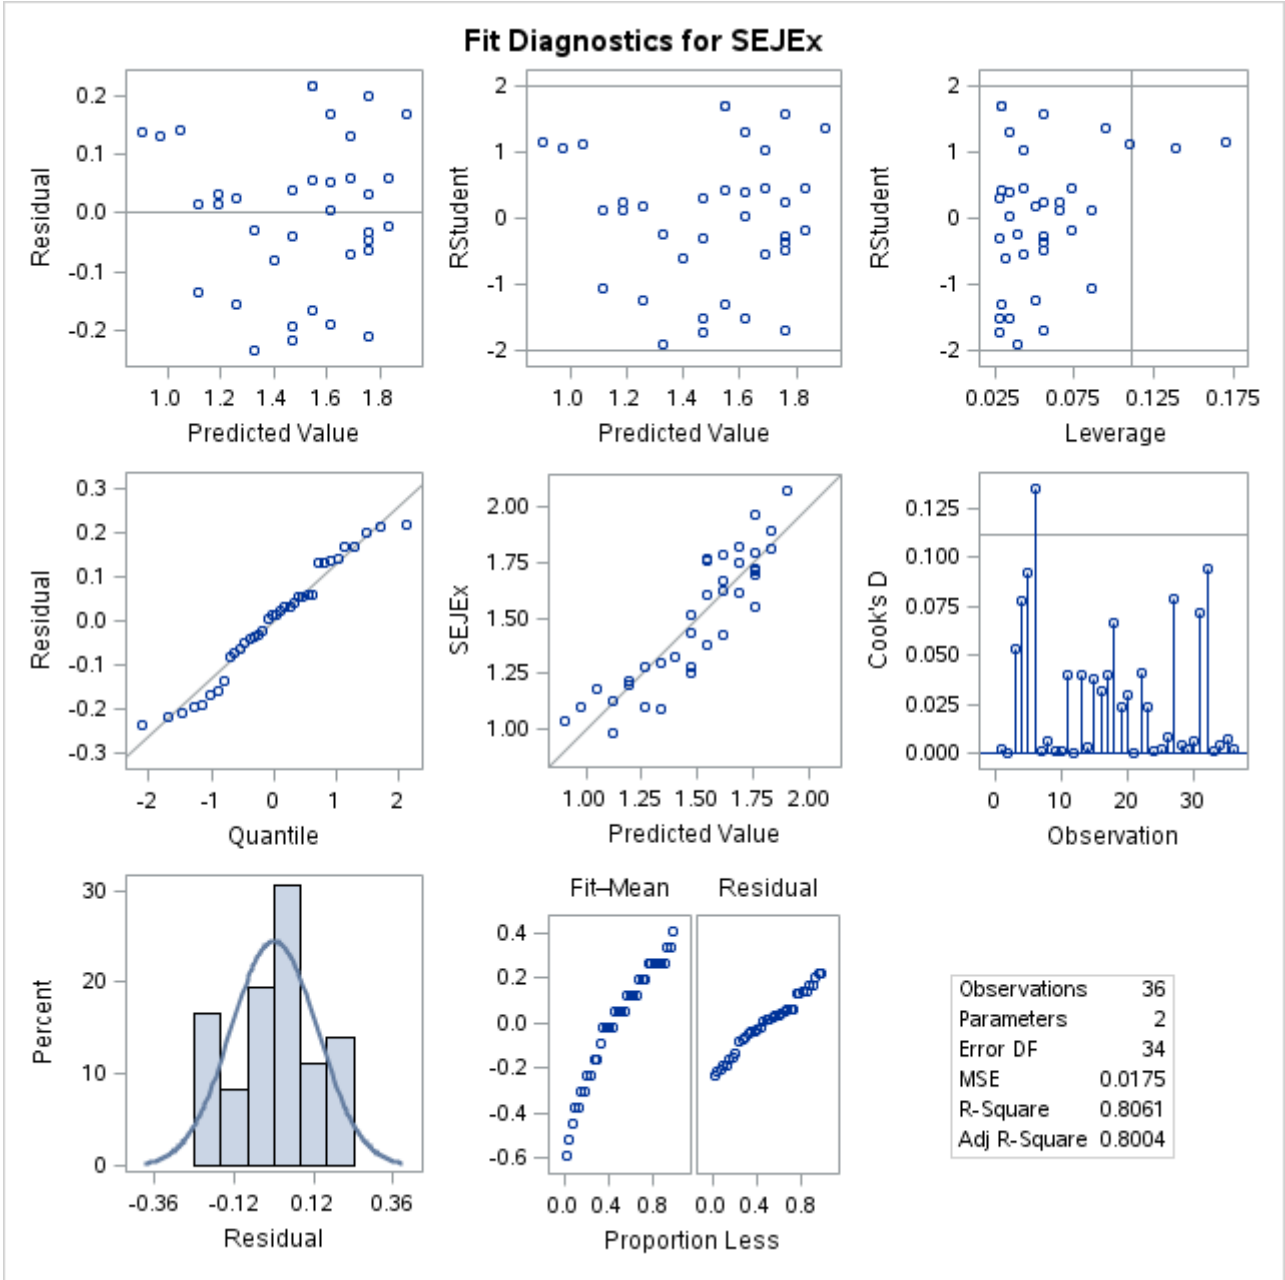 Fit Diagnostics for SEJEx
Residual
0.2
0.1
0.0
-0.1
-0.2
1.0 1.2 1.4 1.6 1.8
Predicted Value
RStudent
2
1
0
-1
-2
1.0 1.2 1.4 1.6 1.8
Predicted Value
RStudent
2
1
0
-1
-2
0.025 0.075 0.125 0.175
Leverage
Residual
0.3
0.2
0.1
0.0
-0.1
-0.2
-0.3
-2 -1 0 1 2
Quantile
SEJEx
2.00
1.75
1.50
1.25
1.00
1.00 1.25 1.50 1.75 2.00
Predicted Value
Cook's D
0.125
0.100
0.075
0.050
0.025
0.000
0 10 20 30
Observation
Percent
30
20
10
0
-0.36 -0.12 0.12 0.36
Residual
Fit–Mean Residual
0.4
0.2
0.0
-0.2
-0.4
-0.6
0.0 0.4 0.8 0.0 0.4 0.8
Proportion Less
Observations 36
Parameters 2
Error DF 34
MSE 0.0175
R-Square 0.8061
Adj R-Square 0.8004